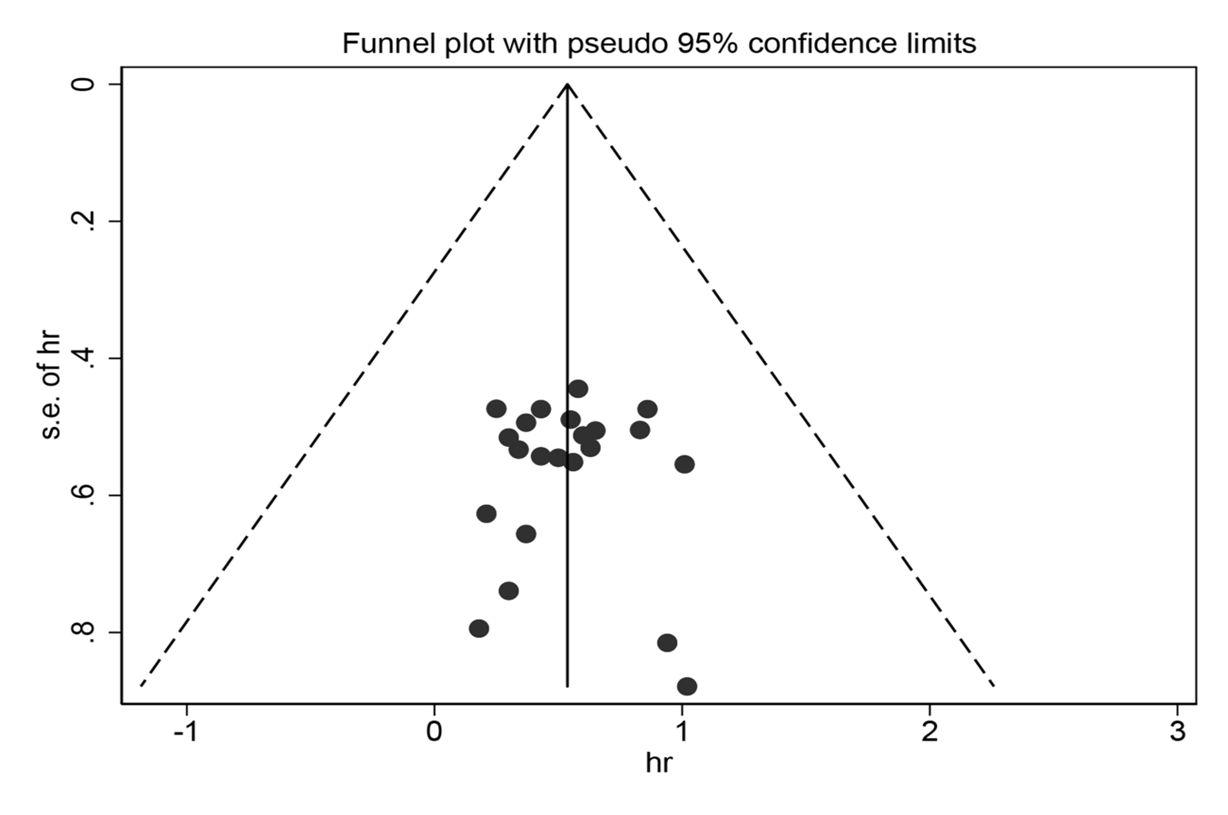 Funnel plot with pseudo 95% confidence limits
0
.2
.4
.6
.8
s.e. of hr
-1 0 1 2 3
hr